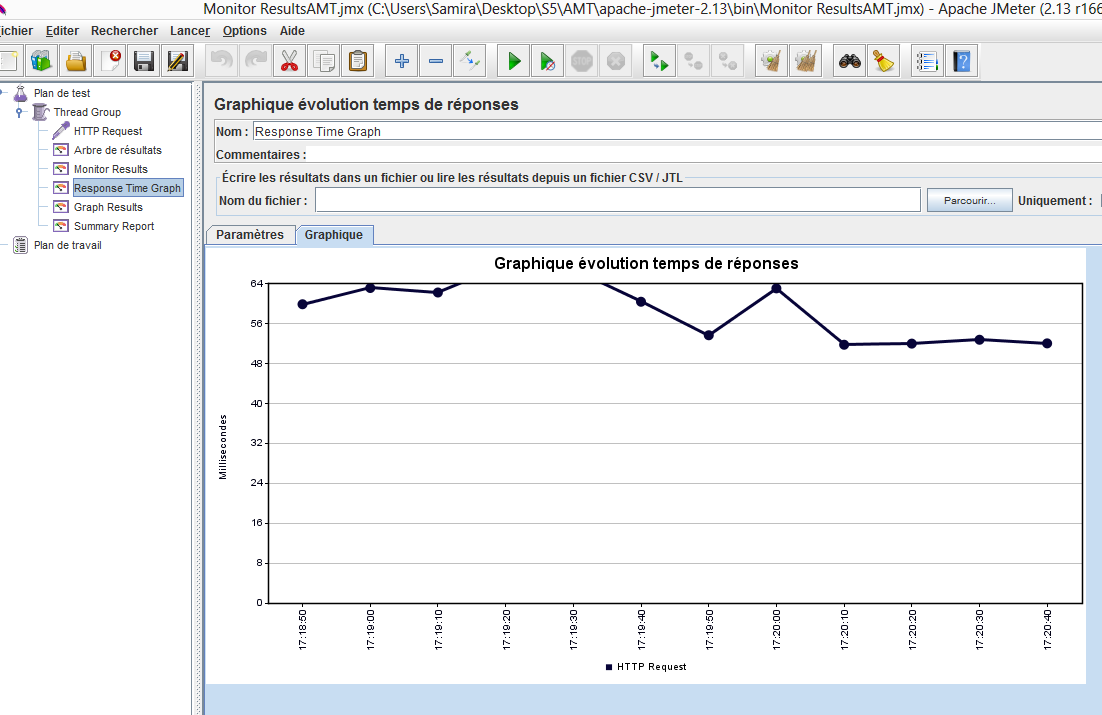 Monitor ResultsAMT.jmx (C:\Users\Samira\Desktop\S5\AMT\apache-jmeter-2.13\bin\Monitor ResultsAMT.jmx) - Apache JMeter (2.13 r166
ichier Editer Rechercher Lancer Options Aide
Plan de test
Thread Group
HTTP Request
Arbre de résultats
Monitor Results
Response Time Graph
Graph Results
Summary Report
Plan de travail
Graphique évolution temps de réponses
Nom : Response Time Graph
Commentaires :
Écrire les résultats dans un fichier ou lire les résultats depuis un fichier CSV / JTL
Nom du fichier : Parcourir... Uniquement :
Paramètres Graphique
Graphique évolution temps de réponses
64
56
48
40
32
24
16
8
0
Millisecondes
17:18:50 17:19:00 17:19:10 17:19:20 17:19:30 17:19:40 17:19:50 17:20:00 17:20:10 17:20:20 17:20:30 17:20:40
HTTP Request